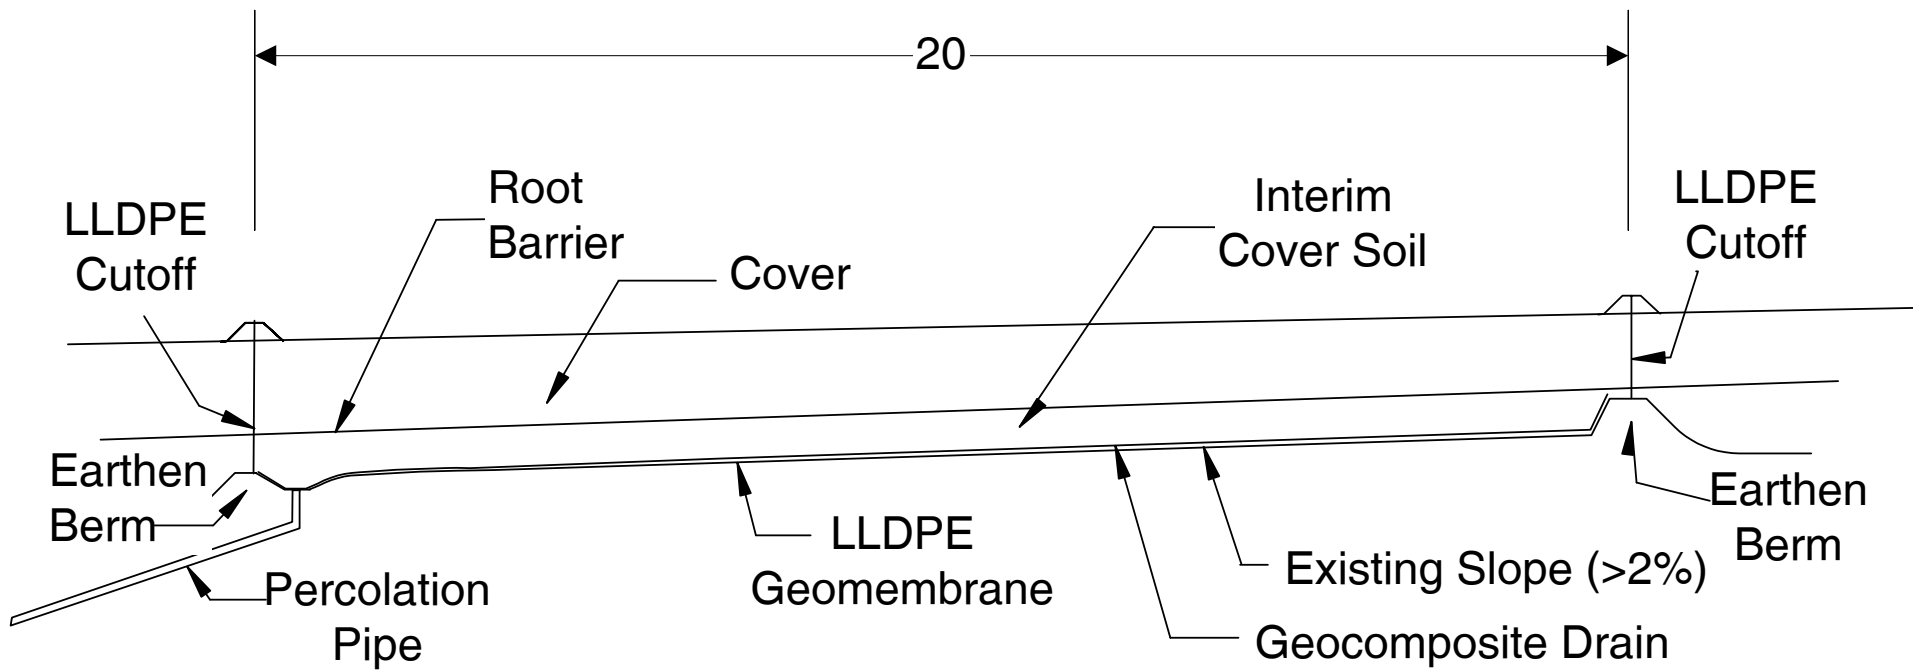 20
LLDPE
Cutoff
Root
Barrier
Cover
Interim
Cover Soil
LLDPE
Cutoff
Earthen
Berm
Percolation
Pipe
LLDPE
Geomembrane
Existing Slope (>2%)
Geocomposite Drain
Earthen
Berm